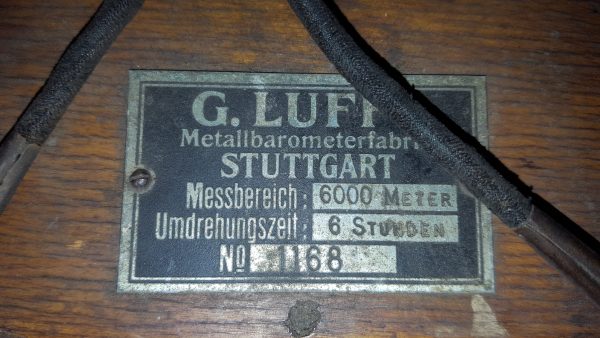 G. LUFF
Metallbarometerfabri
STUTTGART
Messbereich: 6000 METER
Umdrehungszeit: 6 STUNDEN
No 1168